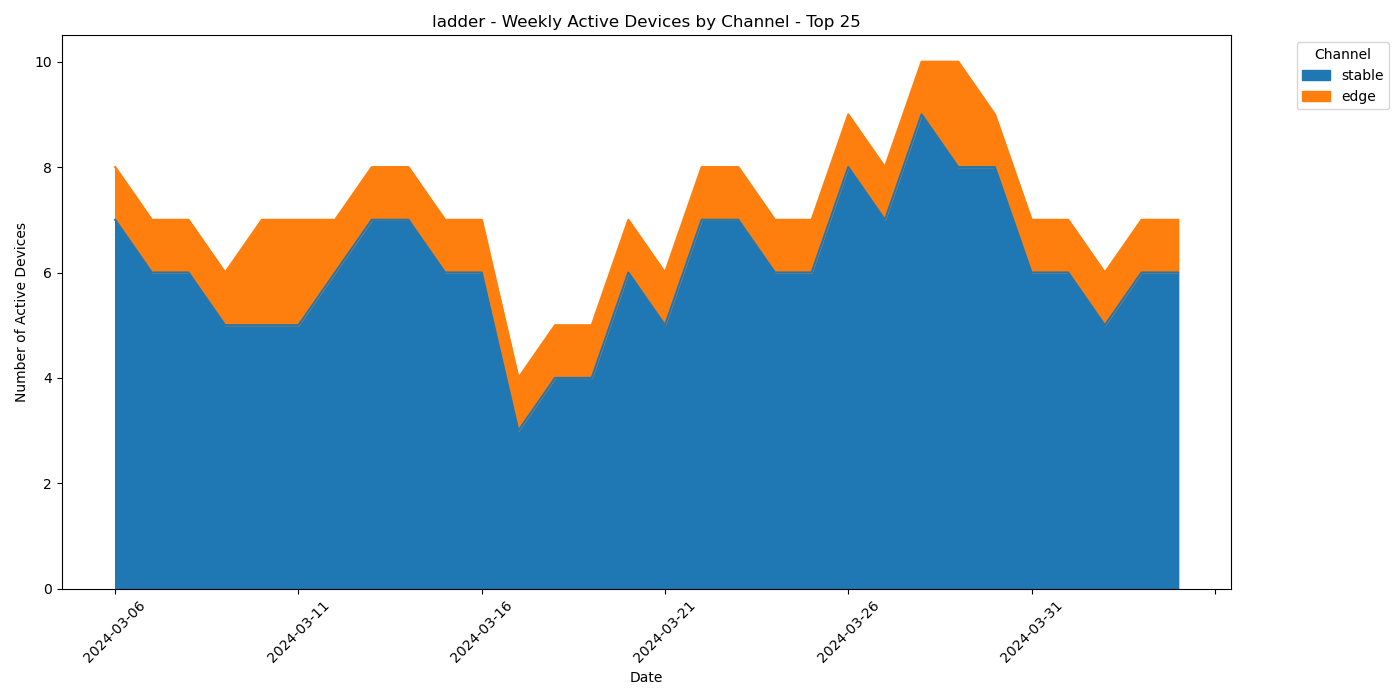 ladder - Weekly Active Devices by Channel - Top 25
Number of Active Devices
10
8
6
4
2
0
2024-03-06
2024-03-11
2024-03-16
2024-03-21
2024-03-26
2024-03-31
Date
Channel
stable
edge